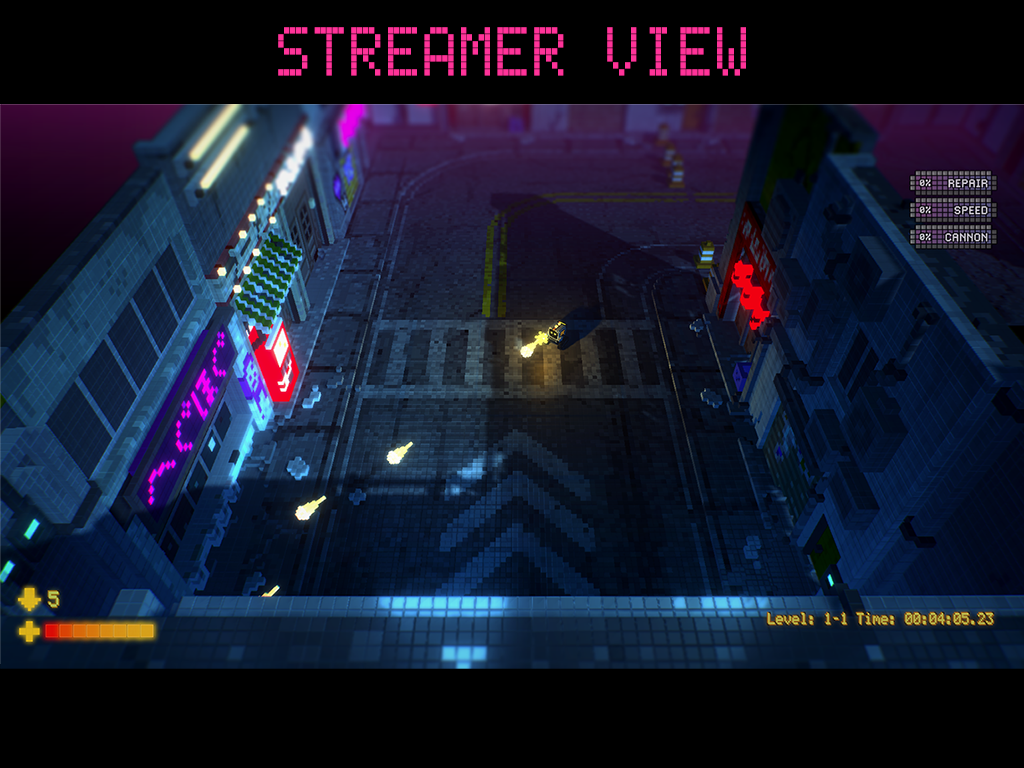 STREAMER VIEW
0% REPAIR
0% SPEED
0% CANNON
5
Level: 1-1 Time: 00:04:05.23